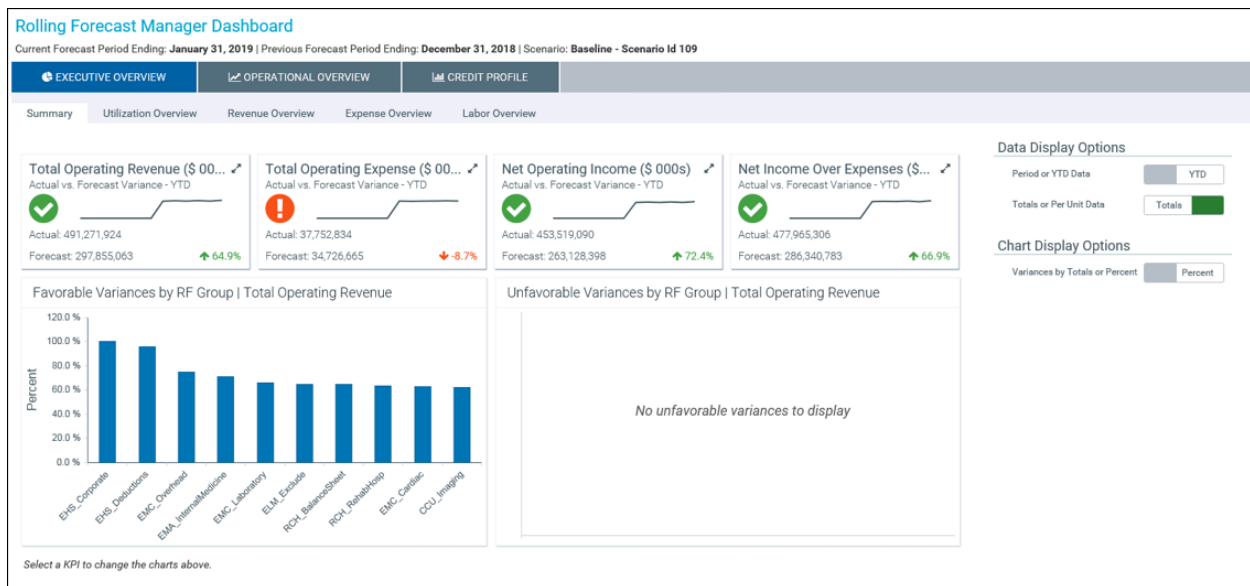 Rolling Forecast Manager Dashboard
Current Forecast Period Ending: January 31, 2019 | Previous Forecast Period Ending: December 31, 2018 | Scenario: Baseline - Scenario Id 109
EXECUTIVE OVERVIEW
OPERATIONAL OVERVIEW
CREDIT PROFILE
Summary
Utilization Overview
Revenue Overview
Expense Overview
Labor Overview
Total Operating Revenue ($ 00...
Actual vs. Forecast Variance - YTD
Actual: 491,271,924
Forecast: 297,855,063
64.9%
Total Operating Expense ($ 00...
Actual vs. Forecast Variance - YTD
Actual: 37,752,834
Forecast: 34,726,665
-8.7%
Net Operating Income ($ 000s)
Actual vs. Forecast Variance - YTD
Actual: 453,519,090
Forecast: 263,128,398
72.4%
Net Income Over Expenses ($...
Actual vs. Forecast Variance - YTD
Actual: 477,965,306
Forecast: 286,340,783
66.9%
Data Display Options
Period or YTD Data
YTD
Totals or Per Unit Data
Totals
Chart Display Options
Variances by Totals or Percent
Percent
Favorable Variances by RF Group | Total Operating Revenue
Percent
120.0 %
100.0 %
80.0 %
60.0 %
40.0 %
20.0 %
0.0 %
EHS_Corporate
EHS_Deductions
EMC_Overhead
EMA_InternalMedicine
EMC_Laboratory
ELM_Exclude
RCH_BalanceSheet
RCH_RehabHosp
EMC_Cardiac
CCU_Imaging
Unfavorable Variances by RF Group | Total Operating Revenue
No unfavorable variances to display
Select a KPI to change the charts above.